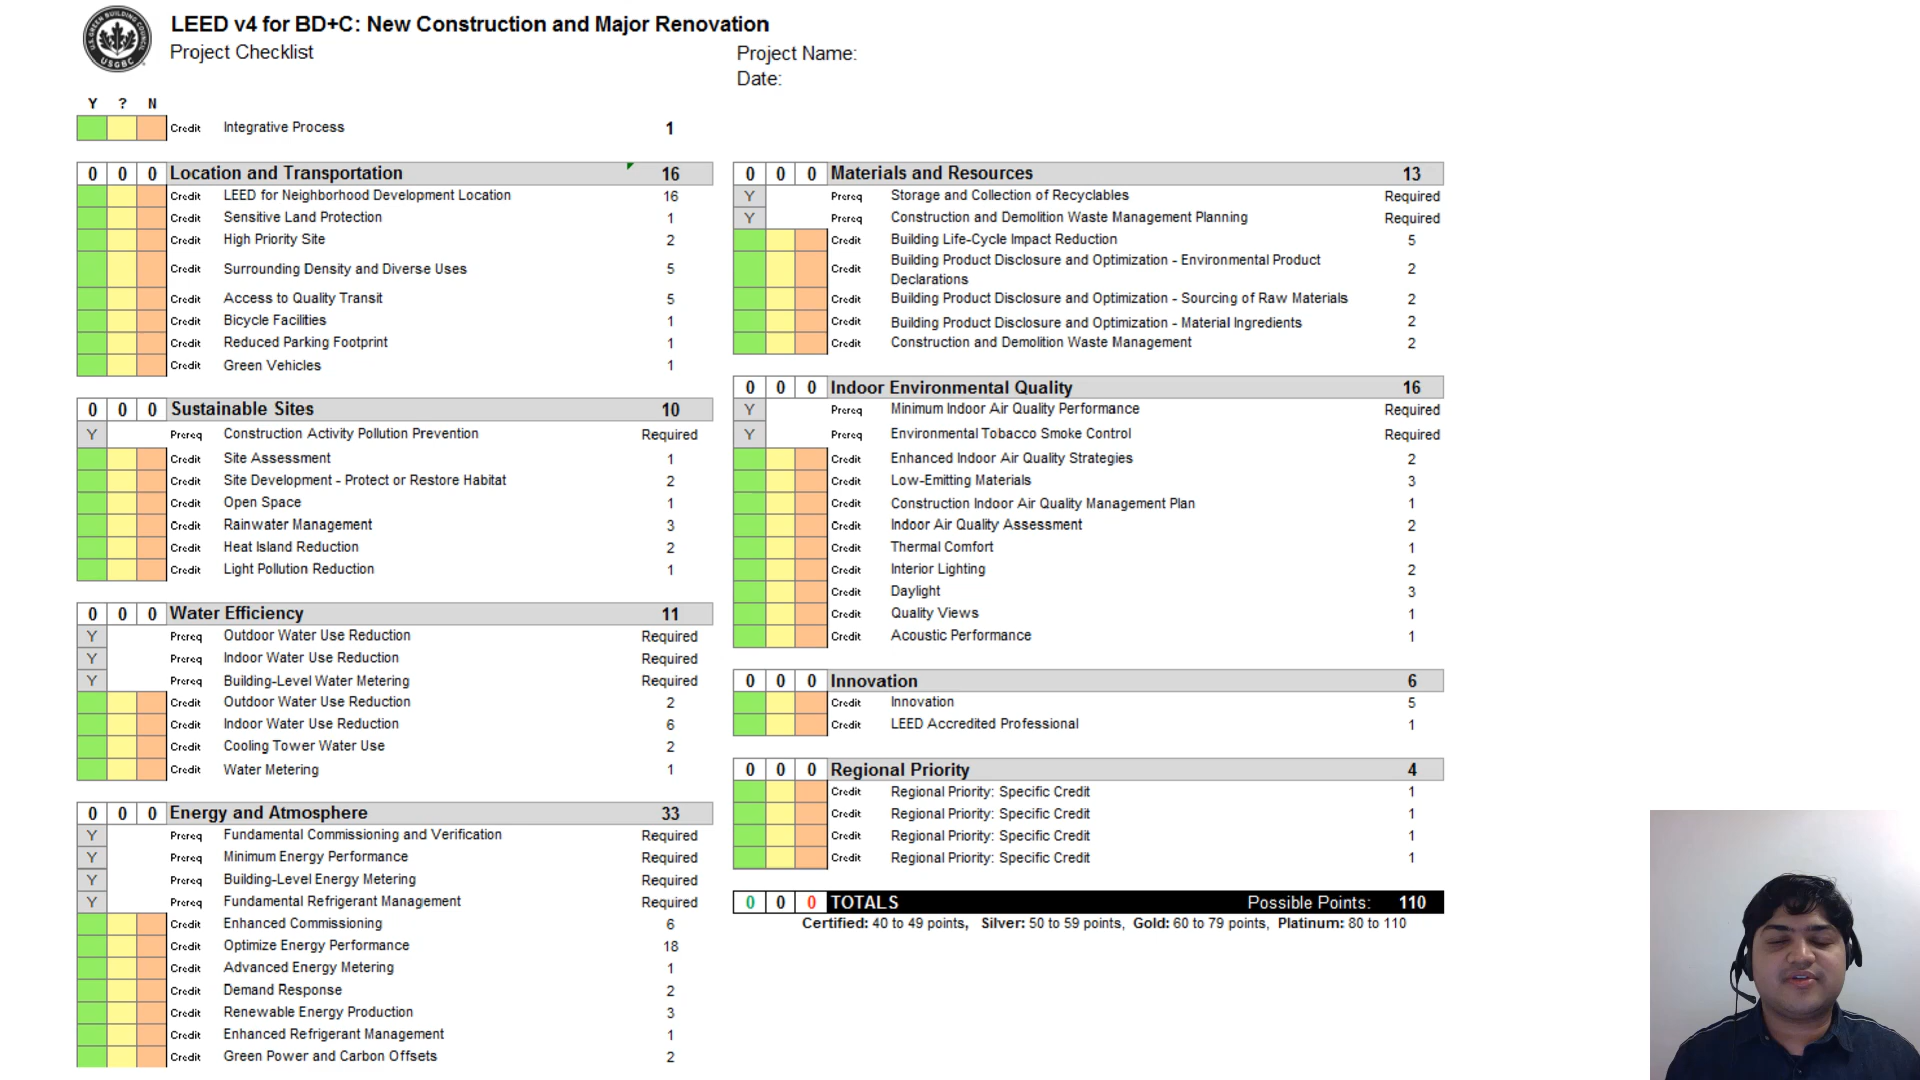 LEED v4 for BD+C: New Construction and Major Renovation
Project Checklist
Project Name:
Date:
U.S. GREEN BUILDING COUNCIL
USGBC
Y ? N
Credit Integrative Process 1
0 0 0 Location and Transportation 16
Credit LEED for Neighborhood Development Location 16
Credit Sensitive Land Protection 1
Credit High Priority Site 2
Credit Surrounding Density and Diverse Uses 5
Credit Access to Quality Transit 5
Credit Bicycle Facilities 1
Credit Reduced Parking Footprint 1
Credit Green Vehicles 1
0 0 0 Sustainable Sites 10
Y Prereq Construction Activity Pollution Prevention Required
Credit Site Assessment 1
Credit Site Development - Protect or Restore Habitat 2
Credit Open Space 1
Credit Rainwater Management 3
Credit Heat Island Reduction 2
Credit Light Pollution Reduction 1
0 0 0 Water Efficiency 11
Y Prereq Outdoor Water Use Reduction Required
Y Prereq Indoor Water Use Reduction Required
Y Prereq Building-Level Water Metering Required
Credit Outdoor Water Use Reduction 2
Credit Indoor Water Use Reduction 6
Credit Cooling Tower Water Use 2
Credit Water Metering 1
0 0 0 Energy and Atmosphere 33
Y Prereq Fundamental Commissioning and Verification Required
Y Prereq Minimum Energy Performance Required
Y Prereq Building-Level Energy Metering Required
Y Prereq Fundamental Refrigerant Management Required
Credit Enhanced Commissioning 6
Credit Optimize Energy Performance 18
Credit Advanced Energy Metering 1
Credit Demand Response 2
Credit Renewable Energy Production 3
Credit Enhanced Refrigerant Management 1
Credit Green Power and Carbon Offsets 2
0 0 0 Materials and Resources 13
Y Prereq Storage and Collection of Recyclables Required
Y Prereq Construction and Demolition Waste Management Planning Required
Credit Building Life-Cycle Impact Reduction 5
Credit Building Product Disclosure and Optimization - Environmental Product
Declarations 2
Credit Building Product Disclosure and Optimization - Sourcing of Raw Materials 2
Credit Building Product Disclosure and Optimization - Material Ingredients 2
Credit Construction and Demolition Waste Management 2
0 0 0 Indoor Environmental Quality 16
Y Prereq Minimum Indoor Air Quality Performance Required
Y Prereq Environmental Tobacco Smoke Control Required
Credit Enhanced Indoor Air Quality Strategies 2
Credit Low-Emitting Materials 3
Credit Construction Indoor Air Quality Management Plan 1
Credit Indoor Air Quality Assessment 2
Credit Thermal Comfort 1
Credit Interior Lighting 2
Credit Daylight 3
Credit Quality Views 1
Credit Acoustic Performance 1
0 0 0 Innovation 6
Credit Innovation 5
Credit LEED Accredited Professional 1
0 0 0 Regional Priority 4
Credit Regional Priority: Specific Credit 1
Credit Regional Priority: Specific Credit 1
Credit Regional Priority: Specific Credit 1
Credit Regional Priority: Specific Credit 1
0 0 0 TOTALS Possible Points: 110
Certified: 40 to 49 points, Silver: 50 to 59 points, Gold: 60 to 79 points, Platinum: 80 to 110